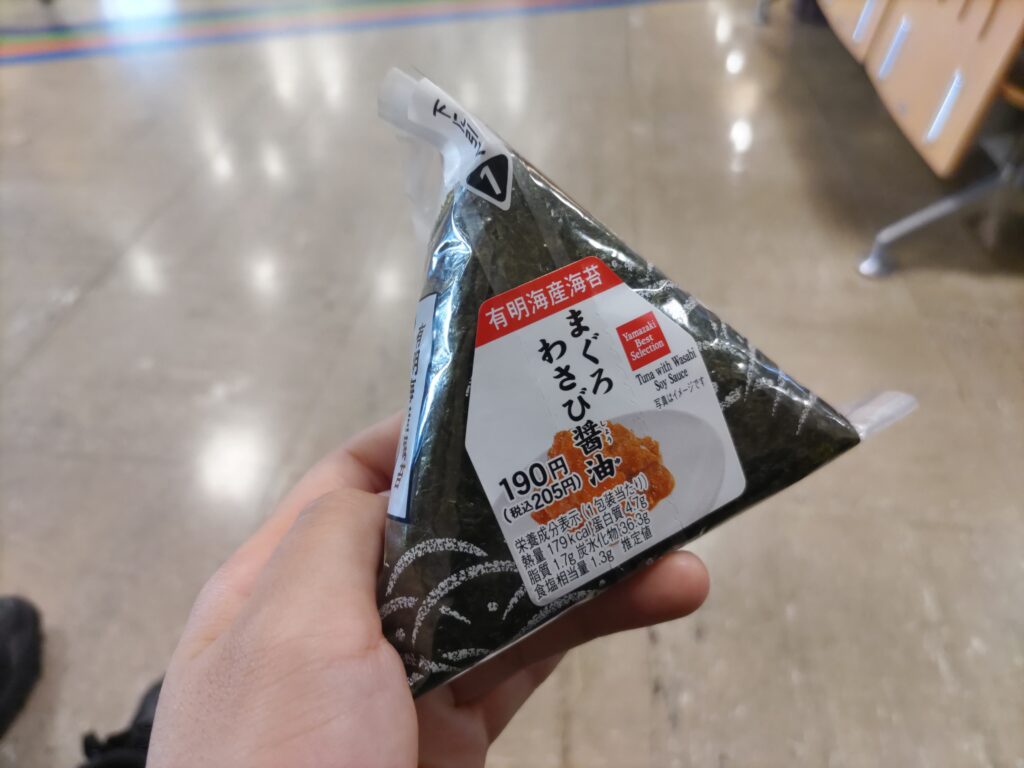 1
有明海産海苔
まぐろ
わさび醤油
しょう
Yamazaki
Best
Selection
Tuna with Wasabi
Soy Sauce
写真はイメージです
190円
(税込205円)
栄養成分表示(1包装当たり)
熱量 179kcal 蛋白質 4.7g
脂質 1.7g 炭水化物 36.3g
食塩相当量 1.3g 推定値